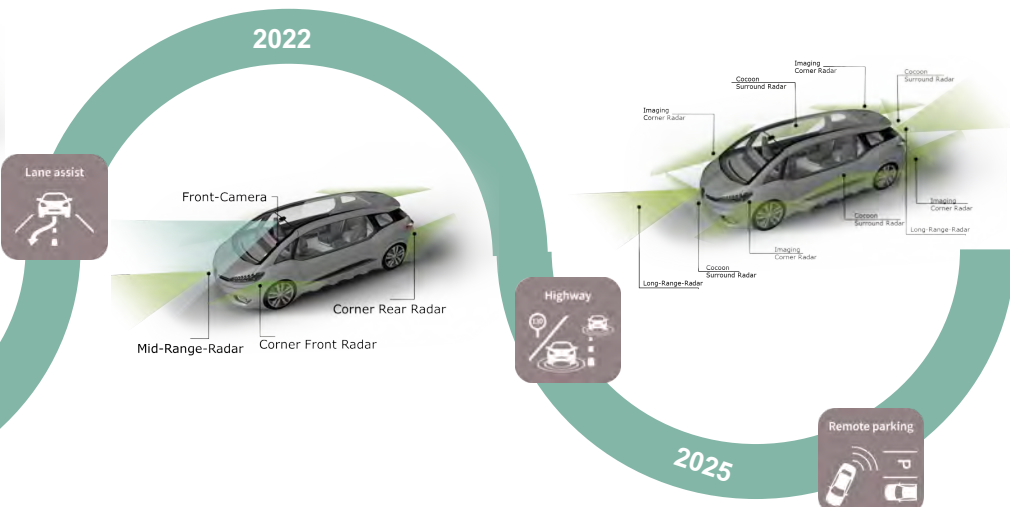 2022
Lane assist
Front-Camera
Corner Rear Radar
Mid-Range-Radar
Corner Front Radar
Imaging
Corner Radar
Cocoon
Surround Radar
Cocoon
Surround Radar
Imaging
Corner Radar
Imaging
Corner Radar
Cocoon
Surround Radar
Long-Range-Radar
Imaging
Corner Radar
Cocoon
Surround Radar
Long-Range-Radar
Highway
130
2025
Remote parking
P